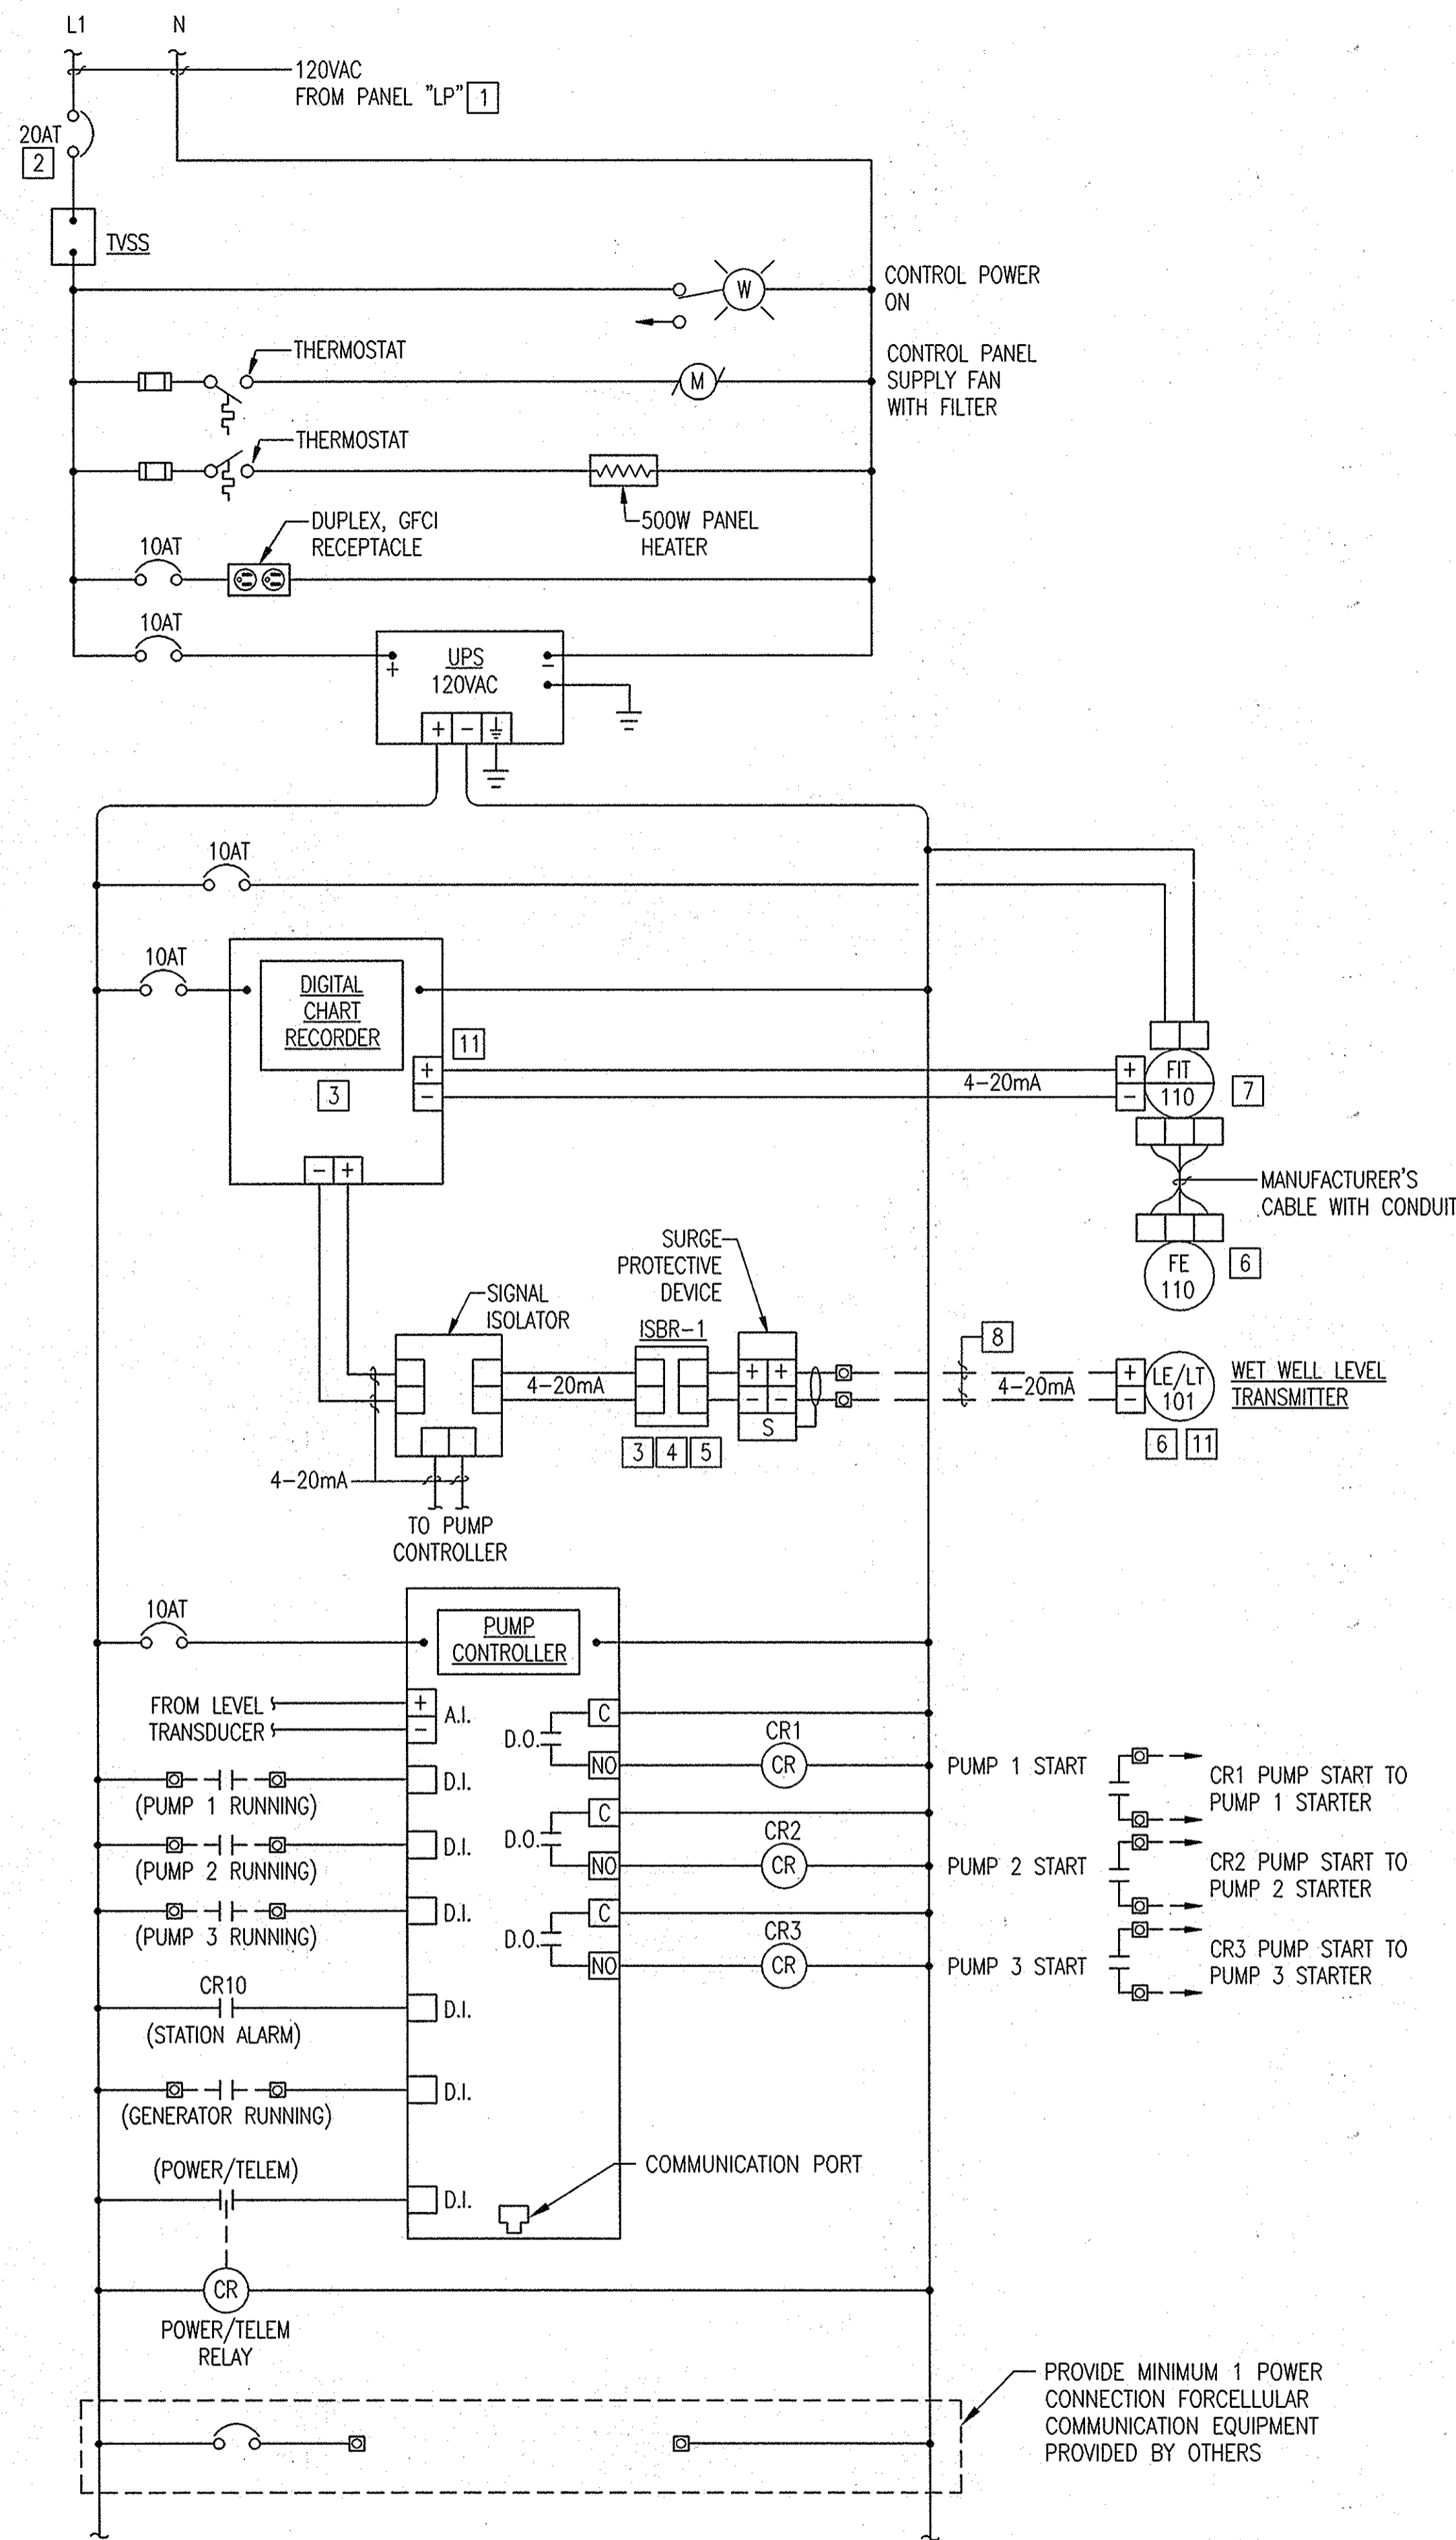 L1
N
120VAC
FROM PANEL "LP" 1
20AT
2
TVSS
W
CONTROL POWER
ON
THERMOSTAT
M
CONTROL PANEL
SUPPLY FAN
WITH FILTER
THERMOSTAT
500W PANEL
HEATER
DUPLEX, GFCI
RECEPTACLE
10AT
10AT
UPS
120VAC
+
–
+ –
10AT
10AT
DIGITAL
CHART
RECORDER
3
11
+
–
4–20mA
+
–
FIT
110
7
– +
MANUFACTURER'S
CABLE WITH CONDUIT
FE
110
6
SURGE
PROTECTIVE
DEVICE
SIGNAL
ISOLATOR
ISBR–1
4–20mA
3 4 5
+ +
– –
S
8
4–20mA
+
–
LE/LT
101
WET WELL LEVEL
TRANSMITTER
6 11
4–20mA
TO PUMP
CONTROLLER
10AT
PUMP
CONTROLLER
FROM LEVEL
TRANSDUCER
+
–
A.I.
D.O.
C
NO
CR1
CR
PUMP 1 START
CR1 PUMP START TO
PUMP 1 STARTER
D.I.
(PUMP 1 RUNNING)
D.O.
C
NO
CR2
CR
PUMP 2 START
CR2 PUMP START TO
PUMP 2 STARTER
D.I.
(PUMP 2 RUNNING)
D.O.
C
NO
CR3
CR
PUMP 3 START
CR3 PUMP START TO
PUMP 3 STARTER
D.I.
(PUMP 3 RUNNING)
CR10
D.I.
(STATION ALARM)
D.I.
(GENERATOR RUNNING)
(POWER/TELEM)
D.I.
COMMUNICATION PORT
CR
POWER/TELEM
RELAY
PROVIDE MINIMUM 1 POWER
CONNECTION FORCELLULAR
COMMUNICATION EQUIPMENT
PROVIDED BY OTHERS